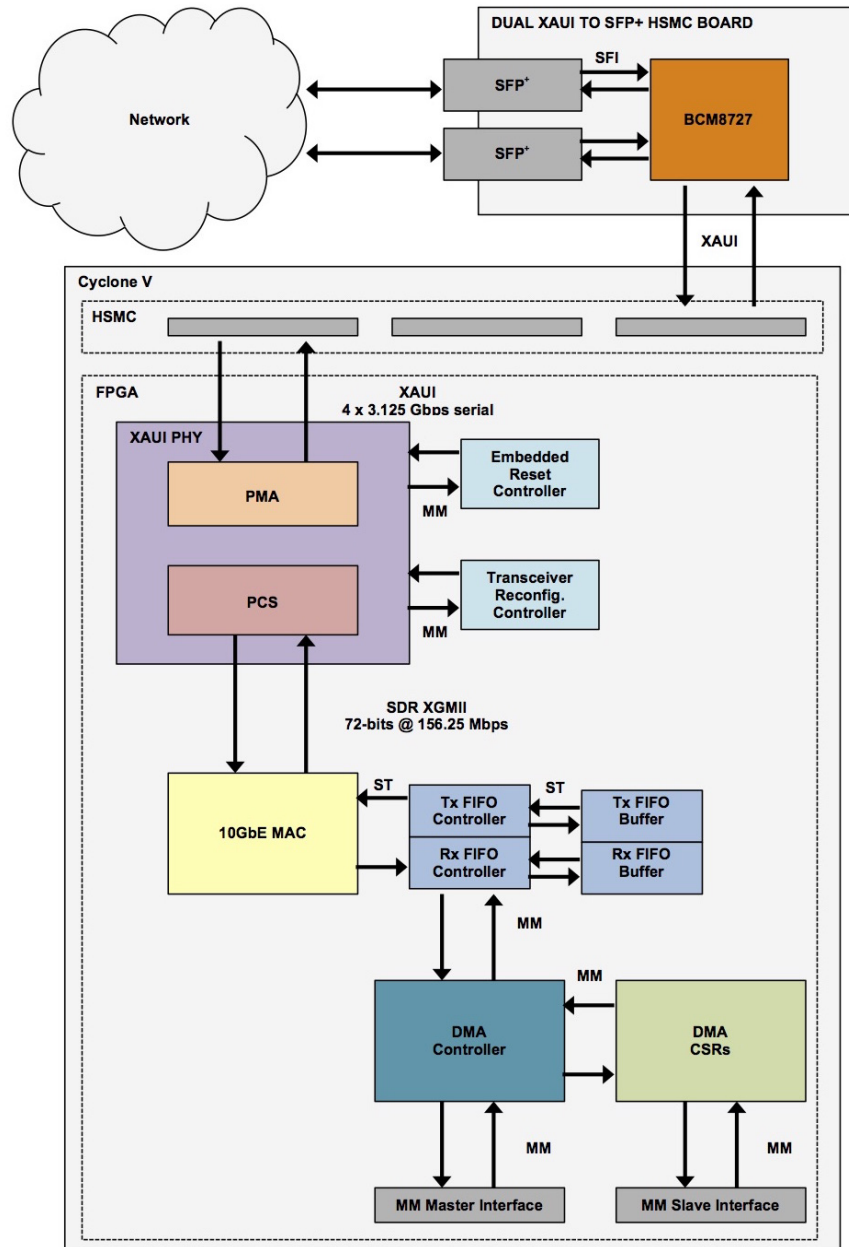 DUAL XAUI TO SFP+ HSMC BOARD
SFI
SFP+
BCM8727
Network
SFP+
XAUI
Cyclone V
HSMC
FPGA
XAUI
4 x 3.125 Gbps serial
XAUI PHY
Embedded
Reset
Controller
PMA
MM
Transceiver
Reconfig.
Controller
PCS
MM
SDR XGMII
72-bits @ 156.25 Mbps
ST
ST
Tx FIFO
Controller
Tx FIFO
Buffer
10GbE MAC
Rx FIFO
Controller
Rx FIFO
Buffer
MM
MM
DMA
Controller
DMA
CSRs
MM
MM
MM Master Interface
MM Slave Interface